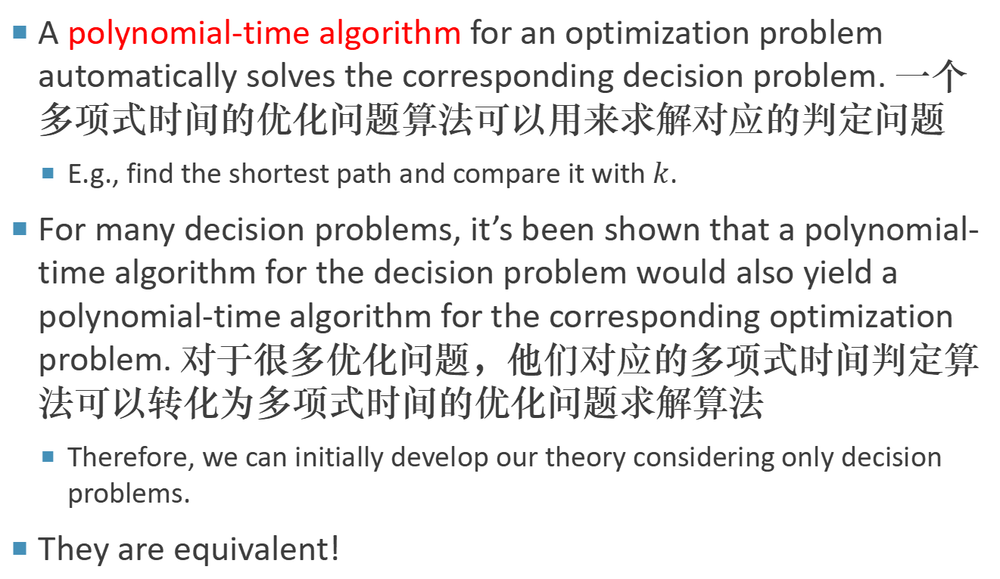 A polynomial-time algorithm for an optimization problem
automatically solves the corresponding decision problem. 一个
多项式时间的优化问题算法可以用来求解对应的判定问题
E.g., find the shortest path and compare it with k.
For many decision problems, it’s been shown that a polynomial-
time algorithm for the decision problem would also yield a
polynomial-time algorithm for the corresponding optimization
problem. 对于很多优化问题，他们对应的多项式时间判定算
法可以转化为多项式时间的优化问题求解算法
Therefore, we can initially develop our theory considering only decision
problems.
They are equivalent!